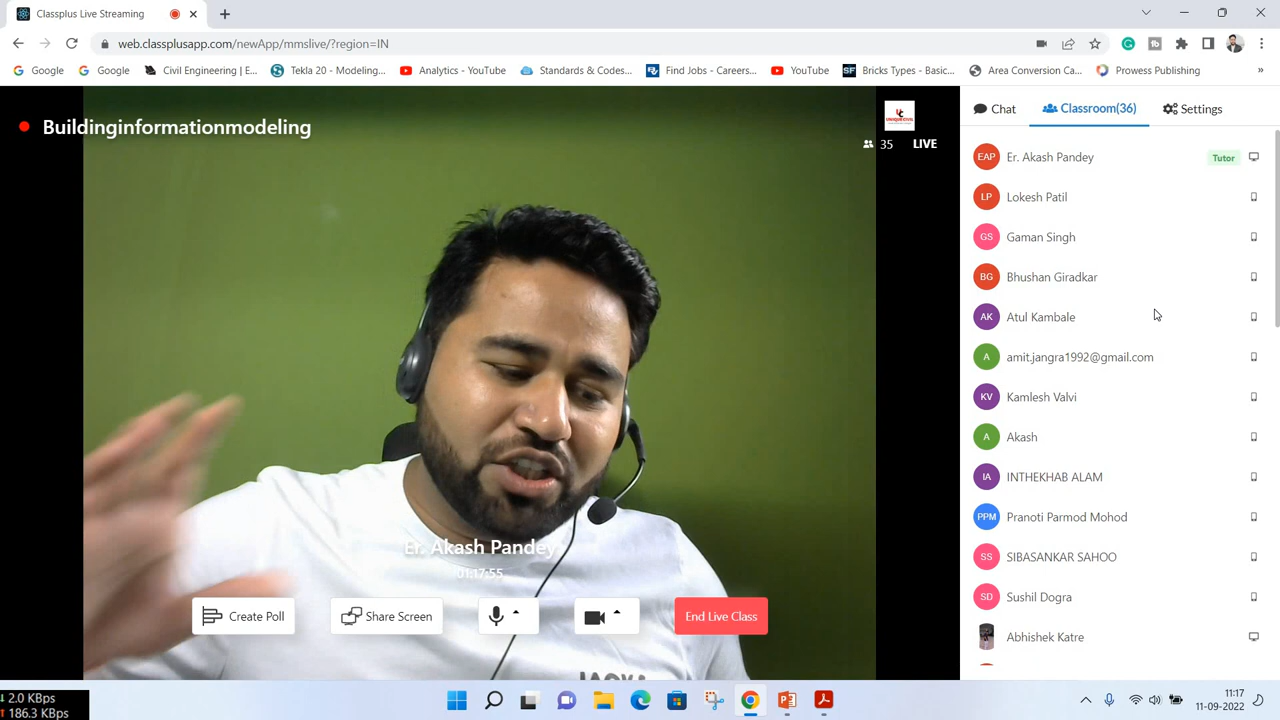 Classplus Live Streaming
web.classplusapp.com/newApp/mmslive/?region=IN
Google
Google
Civil Engineering | E...
Tekla 20 - Modeling...
Analytics - YouTube
Standards & Codes...
Find Jobs - Careers...
YouTube
SF
Bricks Types - Basic...
Area Conversion Ca...
Prowess Publishing
»
Buildinginformationmodeling
UNIQUE CIVIL
35 LIVE
Er. Akash Pandey
01:17:55
Create Poll
Share Screen
End Live Class
Chat
Classroom(36)
Settings
EAP Er. Akash Pandey Tutor
LP Lokesh Patil
GS Gaman Singh
BG Bhushan Giradkar
AK Atul Kambale
A amit.jangra1992@gmail.com
KV Kamlesh Valvi
A Akash
IA INTHEKHAB ALAM
PPM Pranoti Parmod Mohod
SS SIBASANKAR SAHOO
SD Sushil Dogra
Abhishek Katre
2.0 KBps
186.3 KBps
11:17
11-09-2022